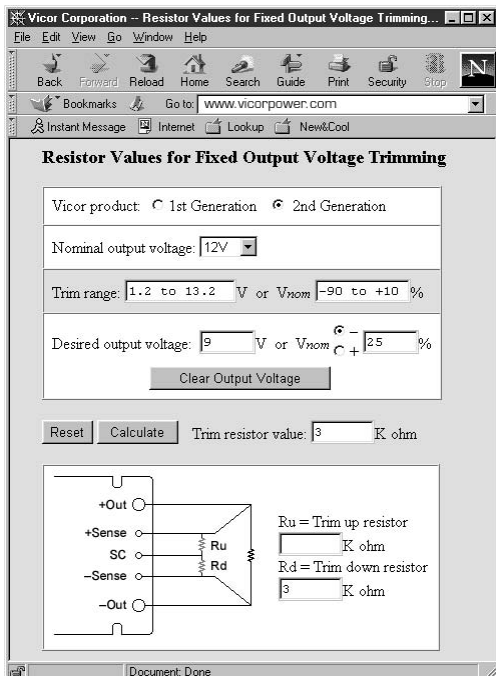 Vicor Corporation -- Resistor Values for Fixed Output Voltage Trimming...
File Edit View Go Window Help
Back Forward Reload Home Search Guide Print Security Stop N
Bookmarks Go to: www.vicorpower.com
Instant Message Internet Lookup New&Cool
Resistor Values for Fixed Output Voltage Trimming
Vicor product: 1st Generation 2nd Generation
Nominal output voltage: 12V
Trim range: 1.2 to 13.2 V or Vnom -90 to +10 %
Desired output voltage: 9 V or Vnom − + 25 %
Clear Output Voltage
Reset Calculate Trim resistor value: 3 K ohm
+Out
+Sense
SC
−Sense
−Out
Ru
Rd
Ru = Trim up resistor
K ohm
Rd = Trim down resistor
3 K ohm
Document: Done